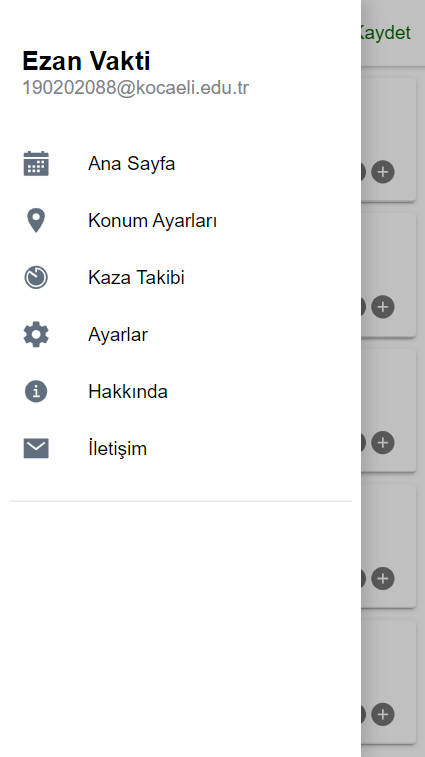 Ezan Vakti
190202088@kocaeli.edu.tr
Kaydet
Ana Sayfa
Konum Ayarları
Kaza Takibi
Ayarlar
Hakkında
İletişim